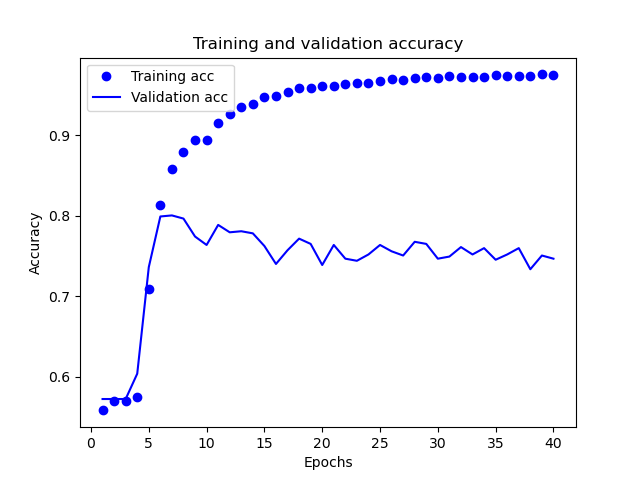 Training and validation accuracy
Training acc
Validation acc
0.9
0.8
0.7
0.6
Accuracy
0 5 10 15 20 25 30 35 40
Epochs